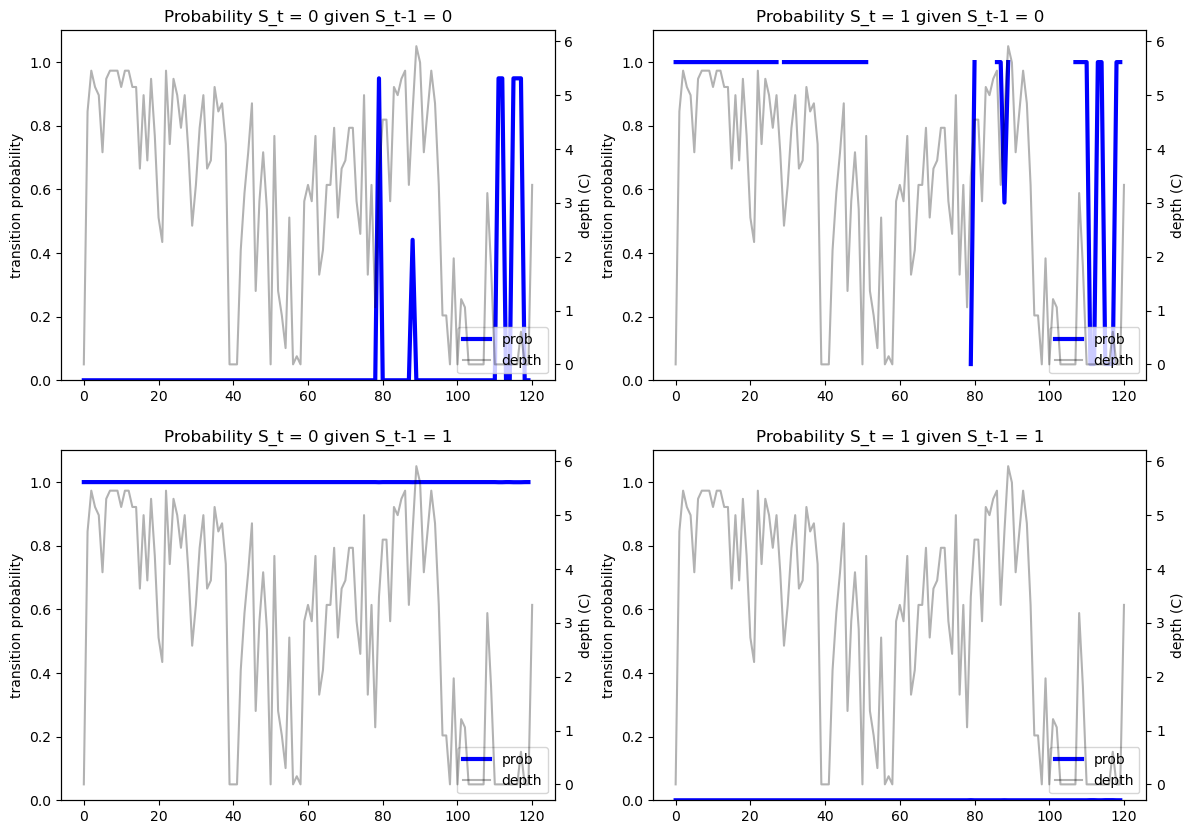 Probability S_t = 0 given S_t-1 = 0
transition probability
1.0
0.8
0.6
0.4
0.2
0.0
0 20 40 60 80 100 120
6
5
4
3
2
1
0
depth (C)
prob
depth
Probability S_t = 1 given S_t-1 = 0
transition probability
1.0
0.8
0.6
0.4
0.2
0.0
0 20 40 60 80 100 120
6
5
4
3
2
1
0
depth (C)
prob
depth
Probability S_t = 0 given S_t-1 = 1
transition probability
1.0
0.8
0.6
0.4
0.2
0.0
0 20 40 60 80 100 120
6
5
4
3
2
1
0
depth (C)
prob
depth
Probability S_t = 1 given S_t-1 = 1
transition probability
1.0
0.8
0.6
0.4
0.2
0.0
0 20 40 60 80 100 120
6
5
4
3
2
1
0
depth (C)
prob
depth